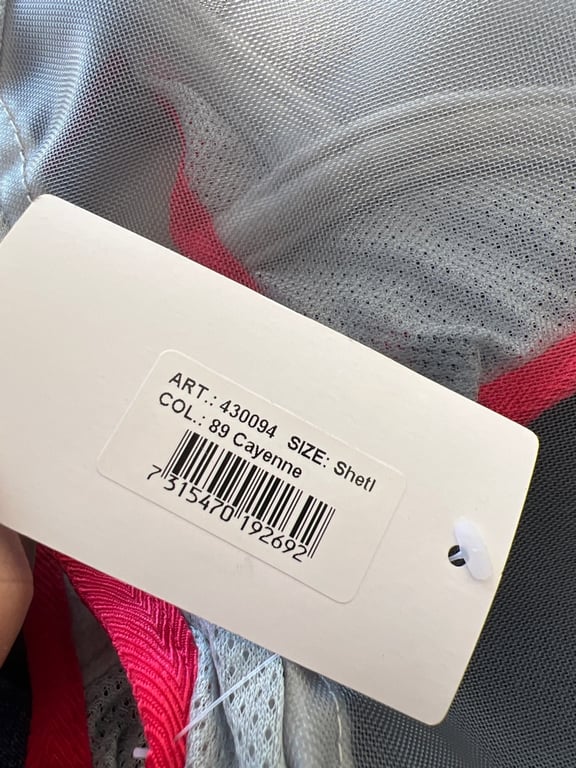 ART.: 430094 SIZE: Shetl
COL.: 89 Cayenne
7 315470 192692